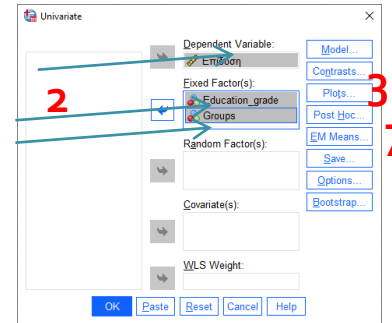 Univariate
Dependent Variable:
Επίδοση
Fixed Factor(s):
Education_grade
Groups
Random Factor(s):
Covariate(s):
WLS Weight:
Model...
Contrasts...
Plots...
Post Hoc...
EM Means...
Save...
Options...
Bootstrap...
2
3
7
OK Paste Reset Cancel Help